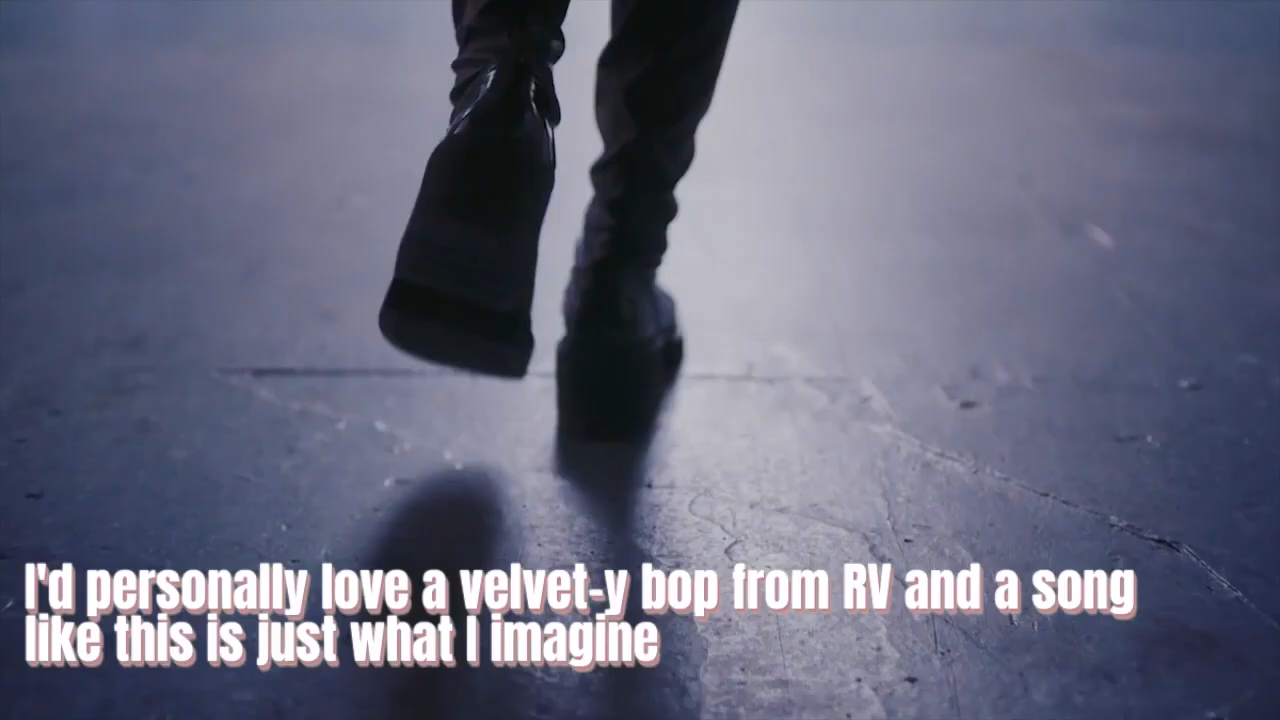 I'd personally love a velvet-y bop from RV and a song
like this is just what I imagine